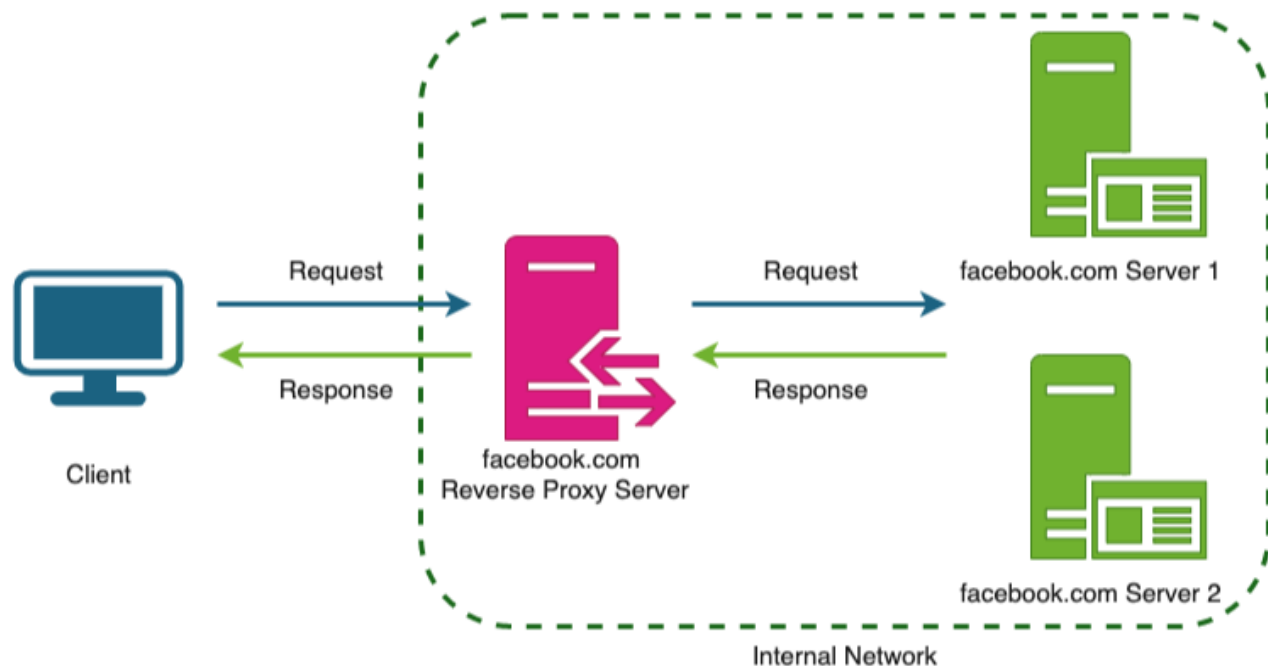 facebook.com Server 1
Request
Request
Response
Response
Client
facebook.com
Reverse Proxy Server
facebook.com Server 2
Internal Network